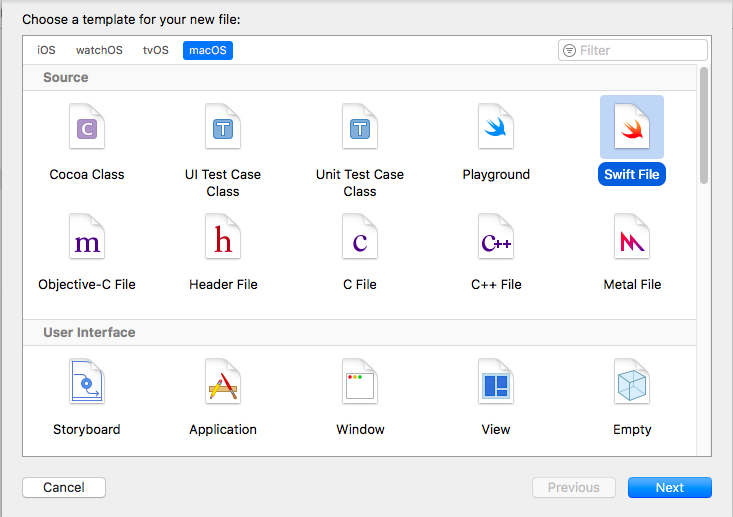 Choose a template for your new file:
iOS watchOS tvOS macOS Filter
Source
C T T
Cocoa Class UI Test Case Class Unit Test Case Class Playground Swift File
m h c C++
Objective-C File Header File C File C++ File Metal File
User Interface
Storyboard Application Window View Empty
Cancel Previous Next